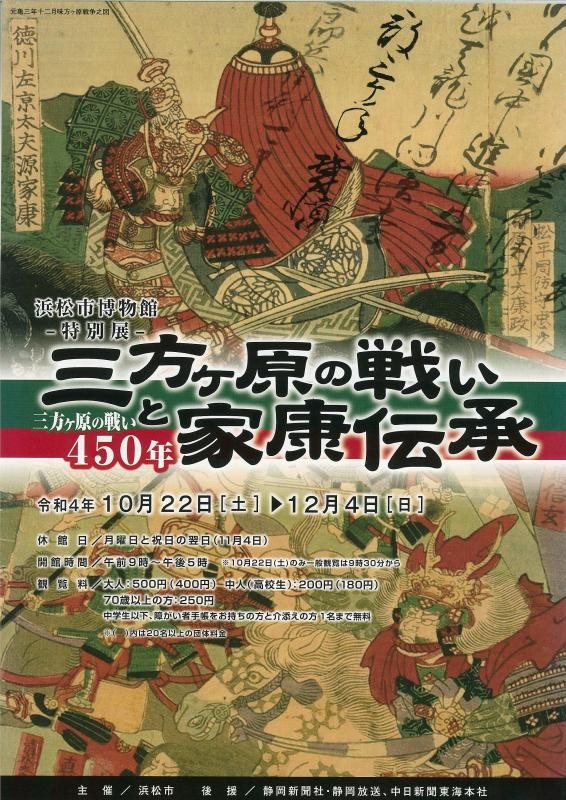 元亀三年十二月味方ヶ原戦争之図
徳川左京太夫源家康
浜松市博物館
-特別展-
三方ヶ原の戦い
と家康伝承
三方ヶ原の戦い
450年
令和4年 10月22日[土]▶12月4日[日]
休館日/月曜日と祝日の翌日(11月4日)
開館時間/午前9時~午後5時 ※10月22日(土)のみ一般観覧は9時30分から
観覧料/大人:500円(400円) 中人(高校生):200円(180円)
70歳以上の方:250円
中学生以下、障がい者手帳をお持ちの方と介添えの方1名まで無料
※( )内は20名以上の団体料金
主催/浜松市 後援/静岡新聞社・静岡放送、中日新聞東海本社